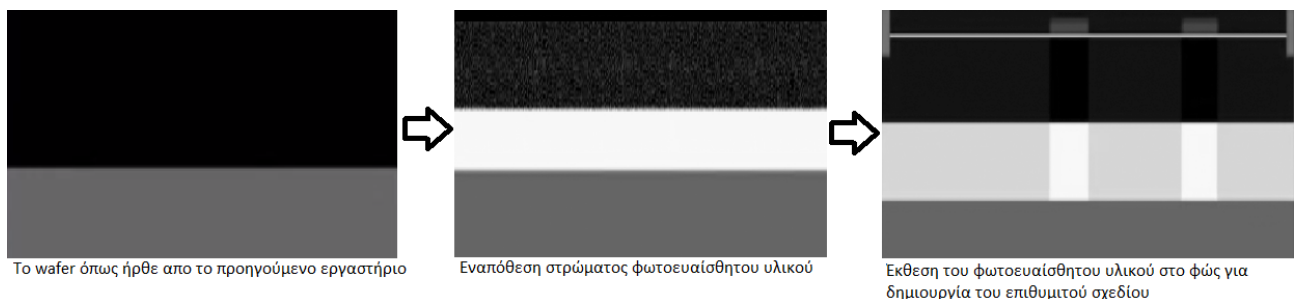 Το wafer όπως ήρθε απο το προηγούμενο εργαστήριο
Εναπόθεση στρώματος φωτοευαίσθητου υλικού
Έκθεση του φωτοευαίσθητου υλικού στο φώς για
δημιουργία του επιθυμιτού σχεδίου